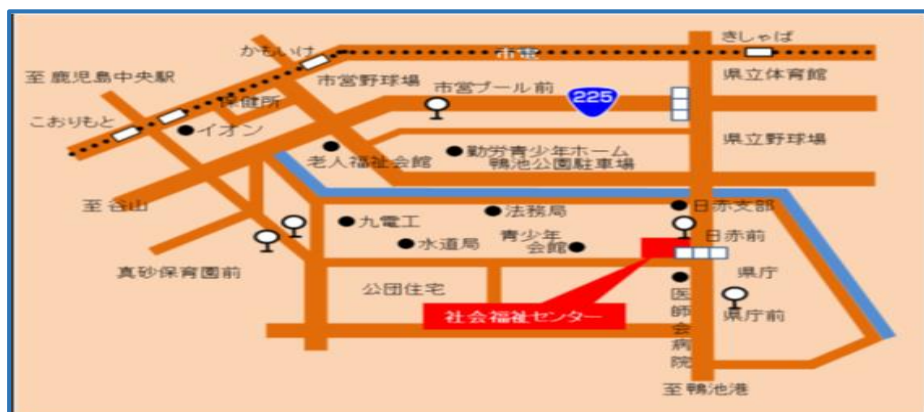 きしゃば
かもいけ
市電
至鹿児島中央駅
市営野球場
県立体育館
保健所
市営プール前
225
こおりもと
イオン
県立野球場
勤労青少年ホーム
老人福祉会館
鴨池公園駐車場
至谷山
法務局
日赤支部
九電工
青少年
会館
日赤前
水道局
真砂保育園前
公団住宅
県庁
社会福祉センター
医師会病院
県庁前
至鴨池港